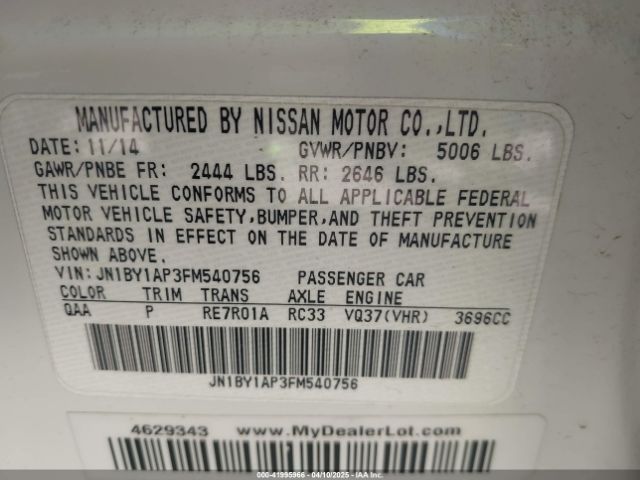 MANUFACTURED BY NISSAN MOTOR CO.,LTD.
DATE: 11/14 GVWR/PNBV: 5006 LBS.
GAWR/PNBE FR: 2444 LBS. RR: 2646 LBS.
THIS VEHICLE CONFORMS TO ALL APPLICABLE FEDERAL
MOTOR VEHICLE SAFETY,BUMPER,AND THEFT PREVENTION
STANDARDS IN EFFECT ON THE DATE OF MANUFACTURE
SHOWN ABOVE.
VIN: JN1BY1AP3FM540756 PASSENGER CAR
COLOR TRIM TRANS AXLE ENGINE
QAA P RE7R01A RC33 VQ37(VHR) 3696CC
JN1BY1AP3FM540756
4629343 www.MyDealerLot.com
000-41995966 - 04/10/2025 - IAAI.COM